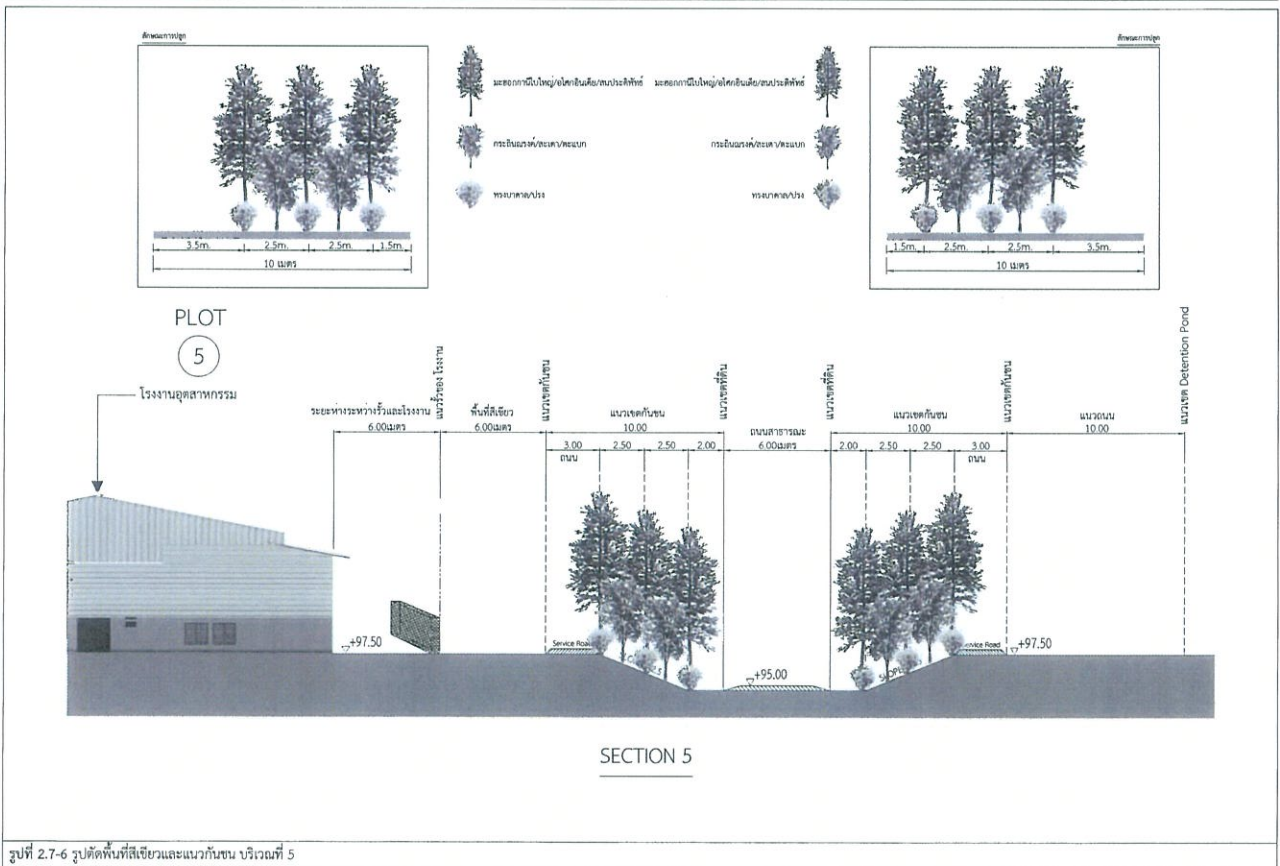 ลักษณะการปลูก
ลักษณะการปลูก
มะฮอกกานีใบใหญ่/อโศกอินเดีย/สนประดิพัทธ์
มะฮอกกานีใบใหญ่/อโศกอินเดีย/สนประดิพัทธ์
กระถินณรงค์/สะเดา/ตะแบก
กระถินณรงค์/สะเดา/ตะแบก
ทรงบาดาล/ปรง
ทรงบาดาล/ปรง
3.5m. 2.5m. 2.5m. 1.5m.
10 เมตร
1.5m. 2.5m. 2.5m. 3.5m.
10 เมตร
PLOT
5
โรงงานอุตสาหกรรม
ระยะห่างระหว่างรั้วและโรงงาน
6.00เมตร
แนวรั้วของ โรงงาน
พื้นที่สีเขียว
6.00เมตร
แนวเขตกันชน
แนวเขตกันชน
10.00
3.00 2.50 2.50 2.00
ถนน
แนวเขตที่ดิน
ถนนสาธารณะ
6.00เมตร
แนวเขตที่ดิน
แนวเขตกันชน
10.00
2.00 2.50 2.50 3.00
ถนน
แนวเขตกันชน
แนวถนน
10.00
แนวเขต Detention Pond
+97.50
Service Road
+95.00
Service Road
+97.50
SECTION 5
รูปที่ 2.7-6 รูปตัดพื้นที่สีเขียวและแนวกันชน บริเวณที่ 5